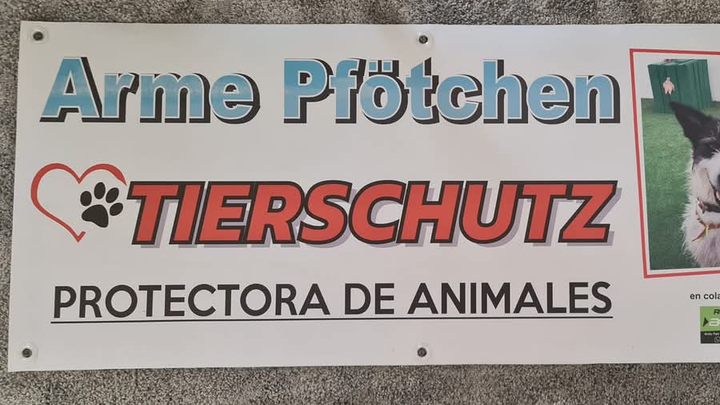 Arme Pfötchen
TIERSCHUTZ
PROTECTORA DE ANIMALES
en cola